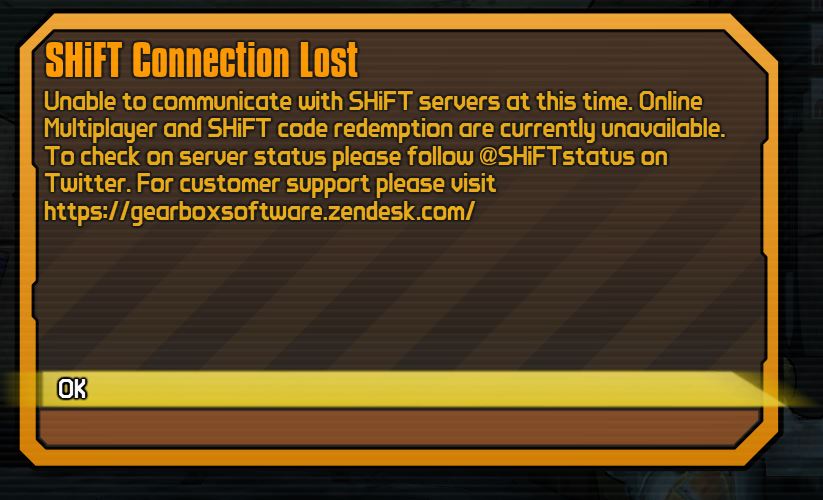 SHiFT Connection Lost
Unable to communicate with SHiFT servers at this time. Online
Multiplayer and SHiFT code redemption are currently unavailable.
To check on server status please follow @SHiFTstatus on
Twitter. For customer support please visit
https://gearboxsoftware.zendesk.com/
OK